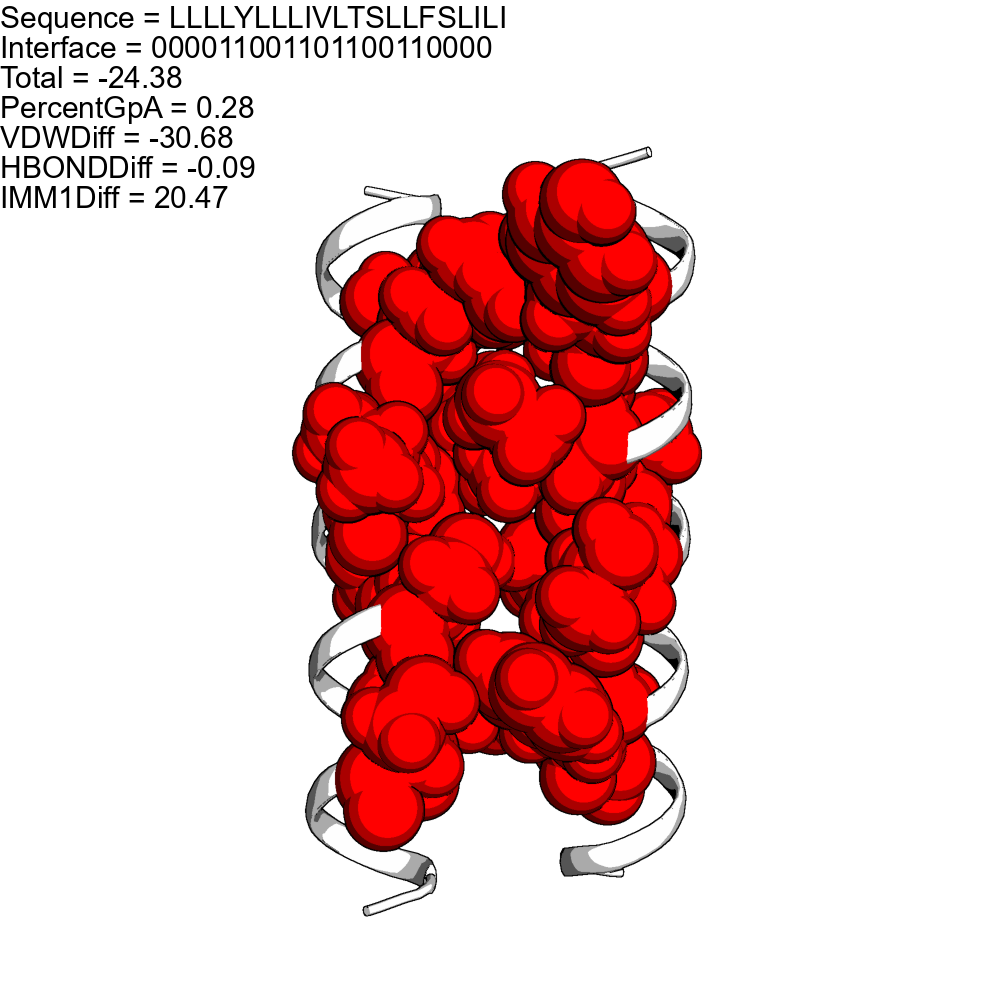 Sequence = LLLLYLLLIVLTSLLFSLILI
Interface = 000011001101100110000
Total = -24.38
PercentGpA = 0.28
VDWDiff = -30.68
HBONDDiff = -0.09
IMM1Diff = 20.47